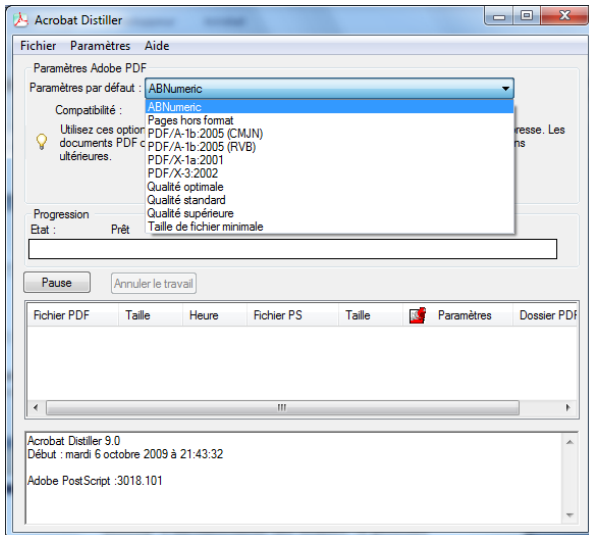 Acrobat Distiller
Fichier Paramètres Aide
Paramètres Adobe PDF
Paramètres par défaut : ABNumeric
Compatibilité :
ABNumeric
Pages hors format
PDF/A-1b:2005 (CMJN)
PDF/A-1b:2005 (RVB)
PDF/X-1a:2001
PDF/X-3:2002
Qualité optimale
Qualité standard
Qualité supérieure
Taille de fichier minimale
Utilisez ces option resse. Les
documents PDF ns
ultérieures.
Progression
Etat : Prêt
Pause Annuler le travail
Fichier PDF Taille Heure Fichier PS Taille Paramètres Dossier PDF
Acrobat Distiller 9.0
Début : mardi 6 octobre 2009 à 21:43:32
Adobe PostScript :3018.101